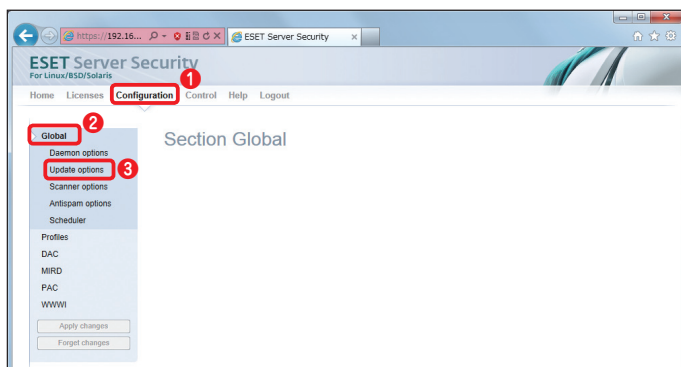 https://192.16...
ESET Server Security
ESET Server Security
For Linux/BSD/Solaris
1
Home Licenses Configuration Control Help Logout
2
Global
Section Global
Daemon options
Update options
3
Scanner options
Antispam options
Scheduler
Profiles
DAC
MIRD
PAC
WWWI
Apply changes
Forget changes